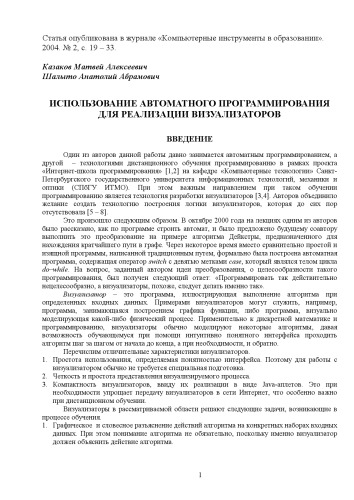 Статья опубликована в журнале «Компьютерные инструменты в образовании».
2004. № 2, с. 19 – 33.
Казаков Матвей Алексеевич
Шалыто Анатолий Абрамович
ИСПОЛЬЗОВАНИЕ АВТОМАТНОГО ПРОГРАММИРОВАНИЯ
ДЛЯ РЕАЛИЗАЦИИ ВИЗУАЛИЗАТОРОВ
ВВЕДЕНИЕ
Один из авторов данной работы давно занимается автоматным программированием, а
другой – технологиями дистанционного обучения программированию в рамках проекта
«Интернет-школа программирования» [1,2] на кафедре «Компьютерные технологии» Санкт-
Петербургского государственного университета информационных технологий, механики и
оптики (СПбГУ ИТМО). При этом важным направлением при таком обучении
программированию является технология разработки визуализаторов [3,4]. Авторов объединило
желание создать технологию построения логики визуализаторов, которая до сих пор
отсутствовала [5 – 8].
Это произошло следующим образом. В октябре 2000 года на лекциях одним из авторов
было рассказано, как по программе строить автомат, и было предложено будущему соавтору
выполнить это преобразование на примере алгоритма Дейкстры, предназначенного для
нахождения кратчайшего пути в графе. Через некоторое время вместо сравнительно простой и
изящной программы, написанной традиционным путем, формально была построена автоматная
программа, содержащая оператор switch с девятью метками case, который является телом цикла
do-while. На вопрос, заданный автором идеи преобразования, о целесообразности такого
программирования, был получен следующий ответ: «Программировать так действительно
нецелесообразно, а визуализаторы, похоже, следует делать именно так».
Визуализатор – это программа, иллюстрирующая выполнение алгоритма при
определенных входных данных. Примерами визуализаторов могут служить, например,
программа, занимающаяся построением графика функции, либо программа, визуально
моделирующая какой-либо физический процесс. Применительно к дискретной математике и
программированию, визуализаторы обычно моделируют некоторые алгоритмы, давая
возможность обучающемуся при помощи интуитивно понятного интерфейса проходить
алгоритм шаг за шагом от начала до конца, а при необходимости, и обратно.
Перечислим отличительные характеристики визуализаторов.
1. Простота использования, определяемая понятностью интерфейса. Поэтому для работы с
визуализатором обычно не требуется специальная подготовка.
2. Четкость и простота представления визуализируемого процесса.
3. Компактность визуализаторов, ввиду их реализации в виде Java-апплетов. Это при
необходимости упрощает передачу визуализаторов в сети Интернет, что особенно важно
при дистанционном обучении.
Визуализаторы в рассматриваемой области решают следующие задачи, возникающие в
процессе обучения.
1. Графическое и словесное разъяснение действий алгоритма на конкретных наборах входных
данных. При этом понимание алгоритма не обязательно, поскольку именно визуализатор
должен объяснить действие алгоритма.
1